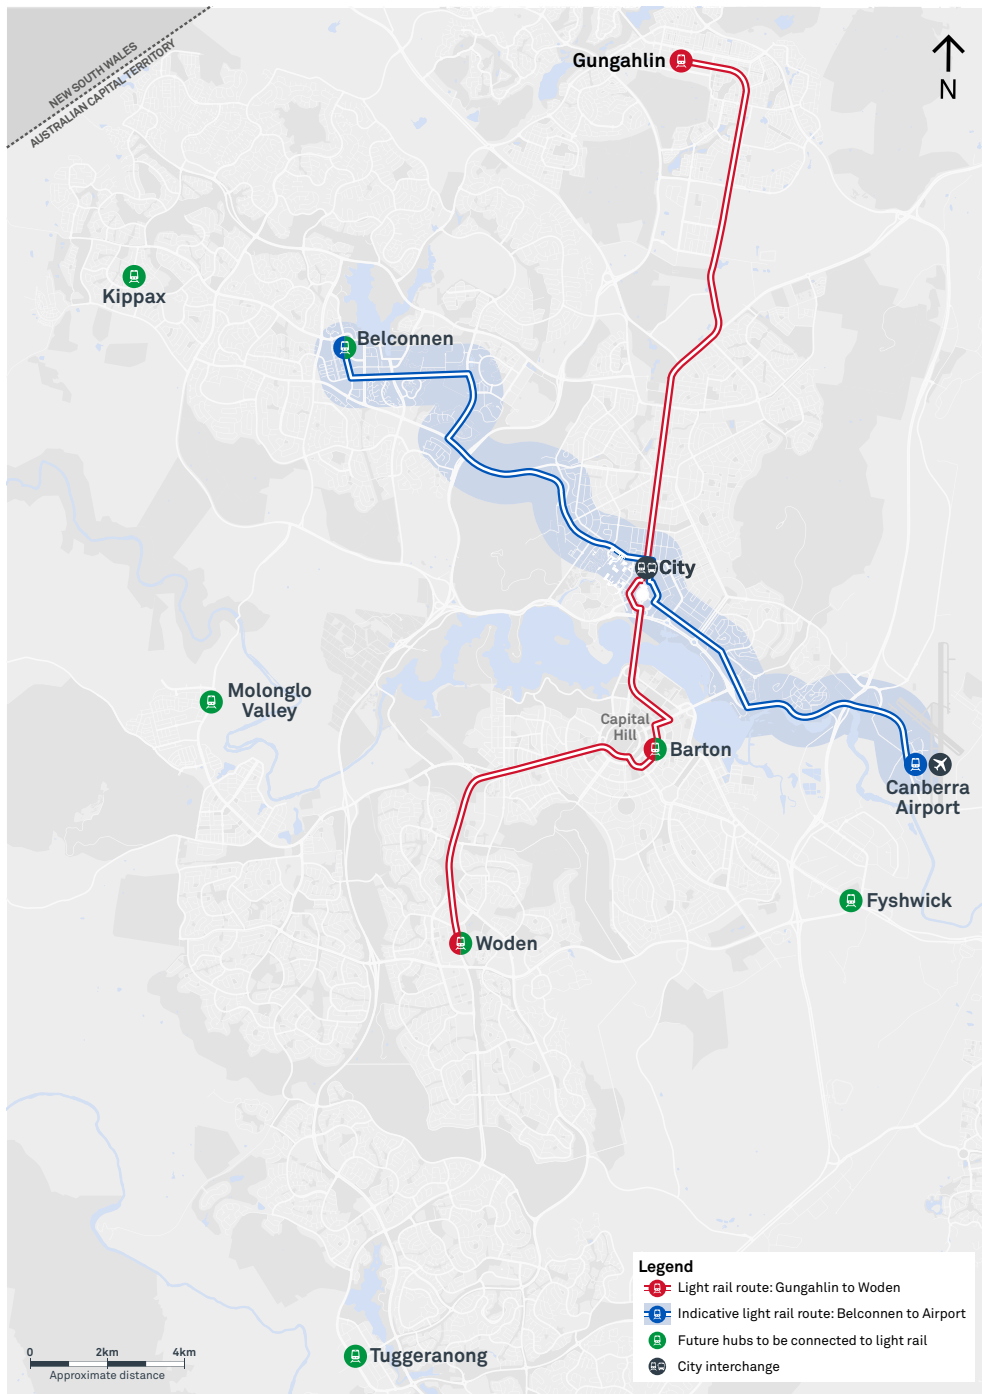 NEW SOUTH WALES
AUSTRALIAN CAPITAL TERRITORY
Gungahlin
N
Kippax
Belconnen
City
Molonglo
Valley
Capital
Hill
Barton
Canberra
Airport
Fyshwick
Woden
Tuggeranong
0 2km 4km
Approximate distance
Legend
Light rail route: Gungahlin to Woden
Indicative light rail route: Belconnen to Airport
Future hubs to be connected to light rail
City interchange